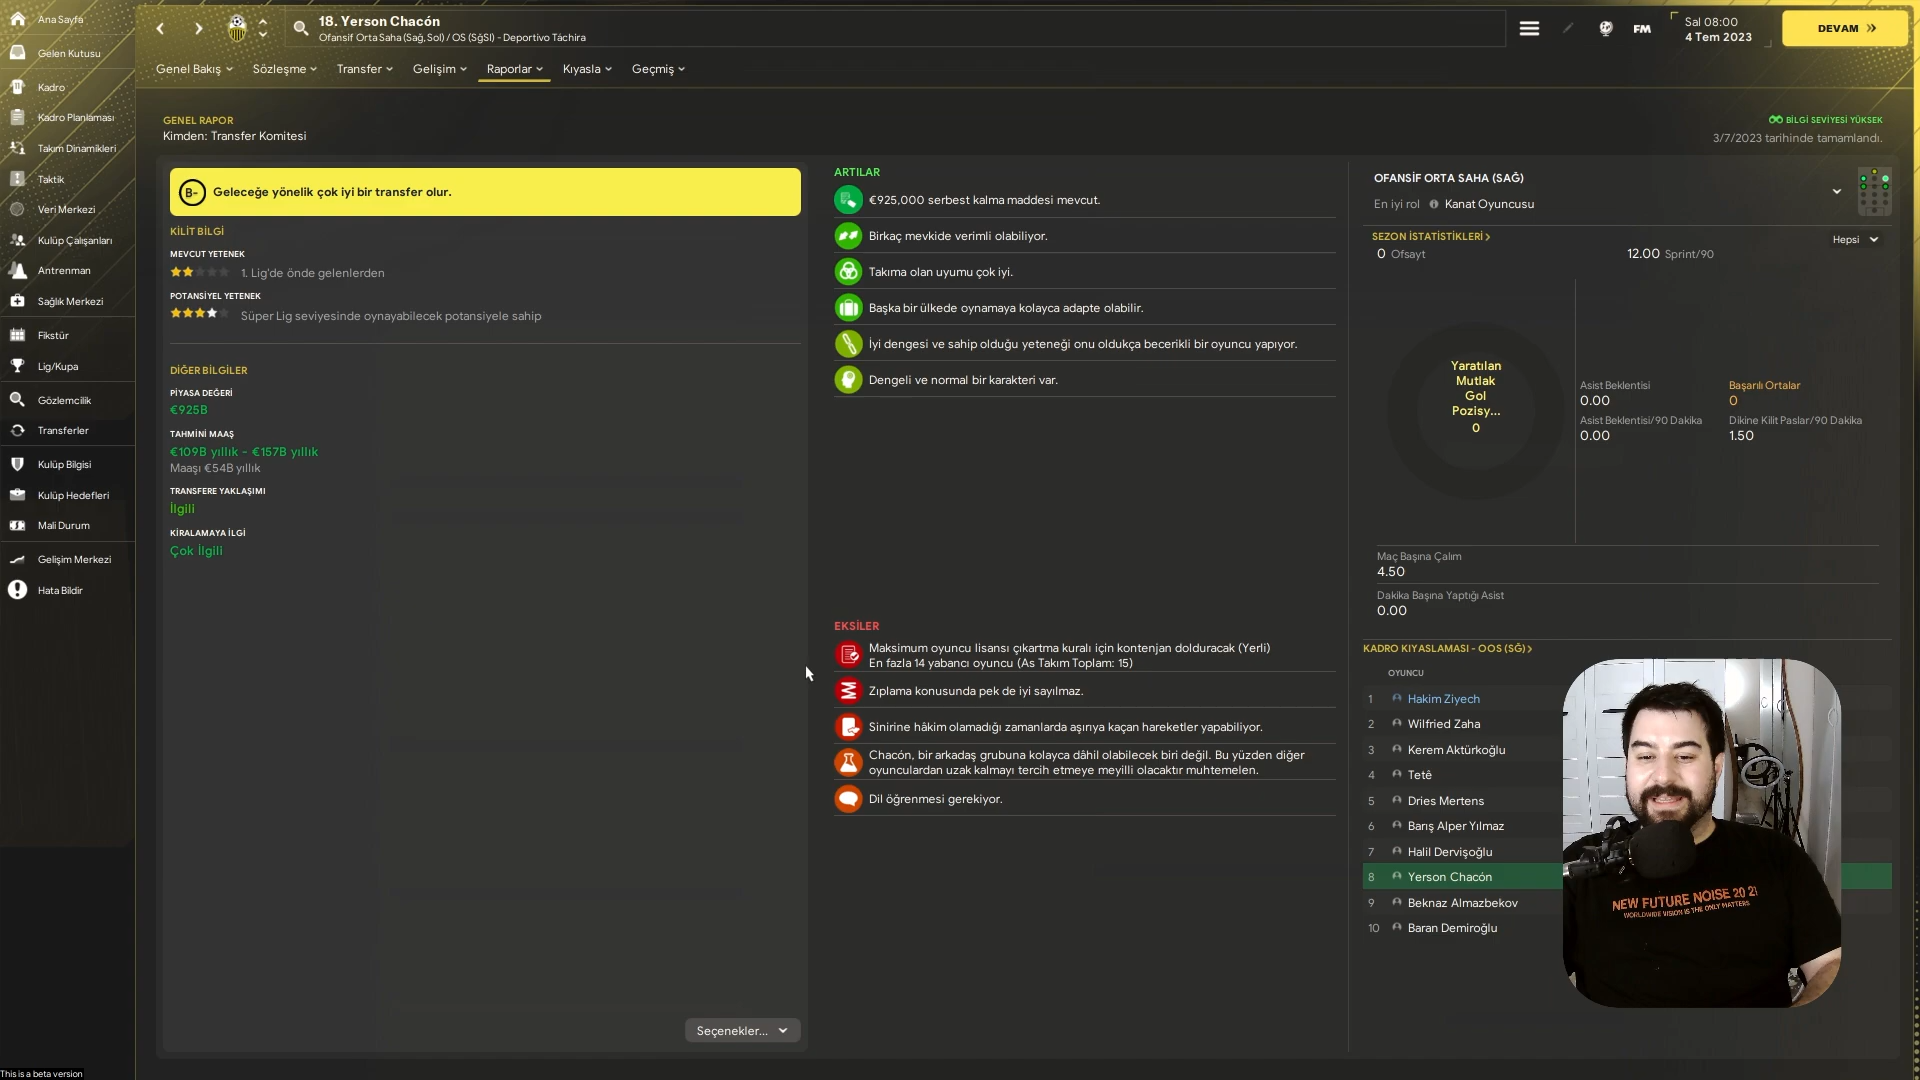 Ana Sayfa
Gelen Kutusu
Kadro
Kadro Planlaması
Takım Dinamikleri
Taktik
Veri Merkezi
Kulüp Çalışanları
Antrenman
Sağlık Merkezi
Fikstür
Lig/Kupa
Gözlemcilik
Transferler
Kulüp Bilgisi
Kulüp Hedefleri
Mali Durum
Gelişim Merkezi
Hata Bildir
This is a beta version
18. Yerson Chacón
Ofansif Orta Saha (Sağ, Sol) / OS (SğSl) - Deportivo Táchira
FM
Sal 08:00
4 Tem 2023
DEVAM
Genel Bakış
Sözleşme
Transfer
Gelişim
Raporlar
Kıyasla
Geçmiş
GENEL RAPOR
Kimden: Transfer Komitesi
BİLGİ SEVİYESİ YÜKSEK
3/7/2023 tarihinde tamamlandı.
B- Geleceğe yönelik çok iyi bir transfer olur.
KİLİT BİLGİ
MEVCUT YETENEK
1. Lig'de önde gelenlerden
POTANSİYEL YETENEK
Süper Lig seviyesinde oynayabilecek potansiyele sahip
DİĞER BİLGİLER
PİYASA DEĞERİ
€925B
TAHMİNİ MAAŞ
€109B yıllık - €157B yıllık
Maaşı €54B yıllık
TRANSFERE YAKLAŞIMI
İlgili
KİRALAMAYA İLGİ
Çok İlgili
Seçenekler...
ARTILAR
€925,000 serbest kalma maddesi mevcut.
Birkaç mevkide verimli olabiliyor.
Takıma olan uyumu çok iyi.
Başka bir ülkede oynamaya kolayca adapte olabilir.
İyi dengesi ve sahip olduğu yeteneği onu oldukça becerikli bir oyuncu yapıyor.
Dengeli ve normal bir karakteri var.
EKSİLER
Maksimum oyuncu lisansı çıkartma kuralı için kontenjan dolduracak (Yerli)
En fazla 14 yabancı oyuncu (As Takım Toplam: 15)
Zıplama konusunda pek de iyi sayılmaz.
Sinirine hâkim olamadığı zamanlarda aşırıya kaçan hareketler yapabiliyor.
Chacón, bir arkadaş grubuna kolayca dâhil olabilecek biri değil. Bu yüzden diğer
oyunculardan uzak kalmayı tercih etmeye meyilli olacaktır muhtemelen.
Dil öğrenmesi gerekiyor.
OFANSİF ORTA SAHA (SAĞ)
En iyi rol Kanat Oyuncusu
SEZON İSTATİSTİKLERİ
Hepsi
0 Ofsayt
12.00 Sprint/90
Yaratılan
Mutlak
Gol
Pozisy...
0
Asist Beklentisi
0.00
Başarılı Ortalar
0
Asist Beklentisi/90 Dakika
0.00
Dikine Kilit Paslar/90 Dakika
1.50
Maç Başına Çalım
4.50
Dakika Başına Yaptığı Asist
0.00
KADRO KIYASLAMASI - OOS (SĞ)
OYUNCU
1 Hakim Ziyech
2 Wilfried Zaha
3 Kerem Aktürkoğlu
4 Tetê
5 Dries Mertens
6 Barış Alper Yılmaz
7 Halil Dervişoğlu
8 Yerson Chacón
9 Beknaz Almazbekov
10 Baran Demiroğlu
NEW FUTURE NOISE 20 21
WORLDWIDE VISION IS THE ONLY MATTERS